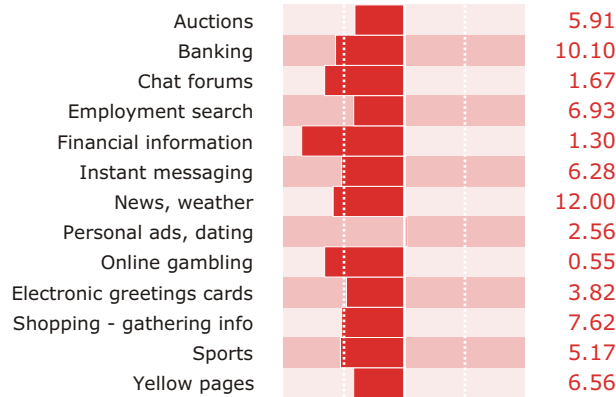 Auctions 5.91
Banking 10.10
Chat forums 1.67
Employment search 6.93
Financial information 1.30
Instant messaging 6.28
News, weather 12.00
Personal ads, dating 2.56
Online gambling 0.55
Electronic greetings cards 3.82
Shopping - gathering info 7.62
Sports 5.17
Yellow pages 6.56